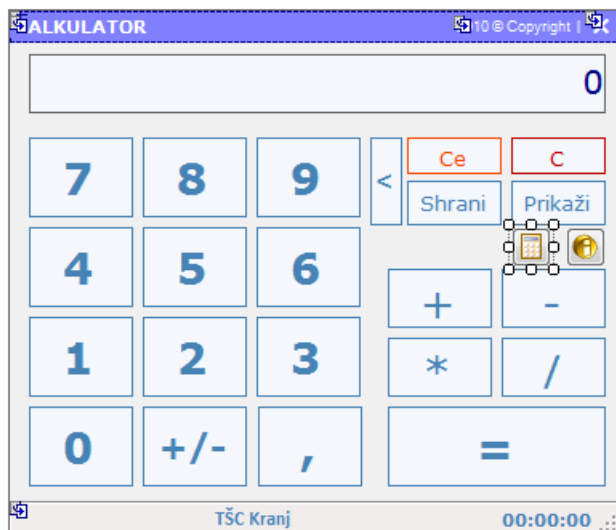 ALKULATOR 10 © Copyright |
0
7 8 9 < Ce C
Shrani Prikaži
4 5 6
+ -
1 2 3 * /
0 +/- , =
TŠC Kranj 00:00:00